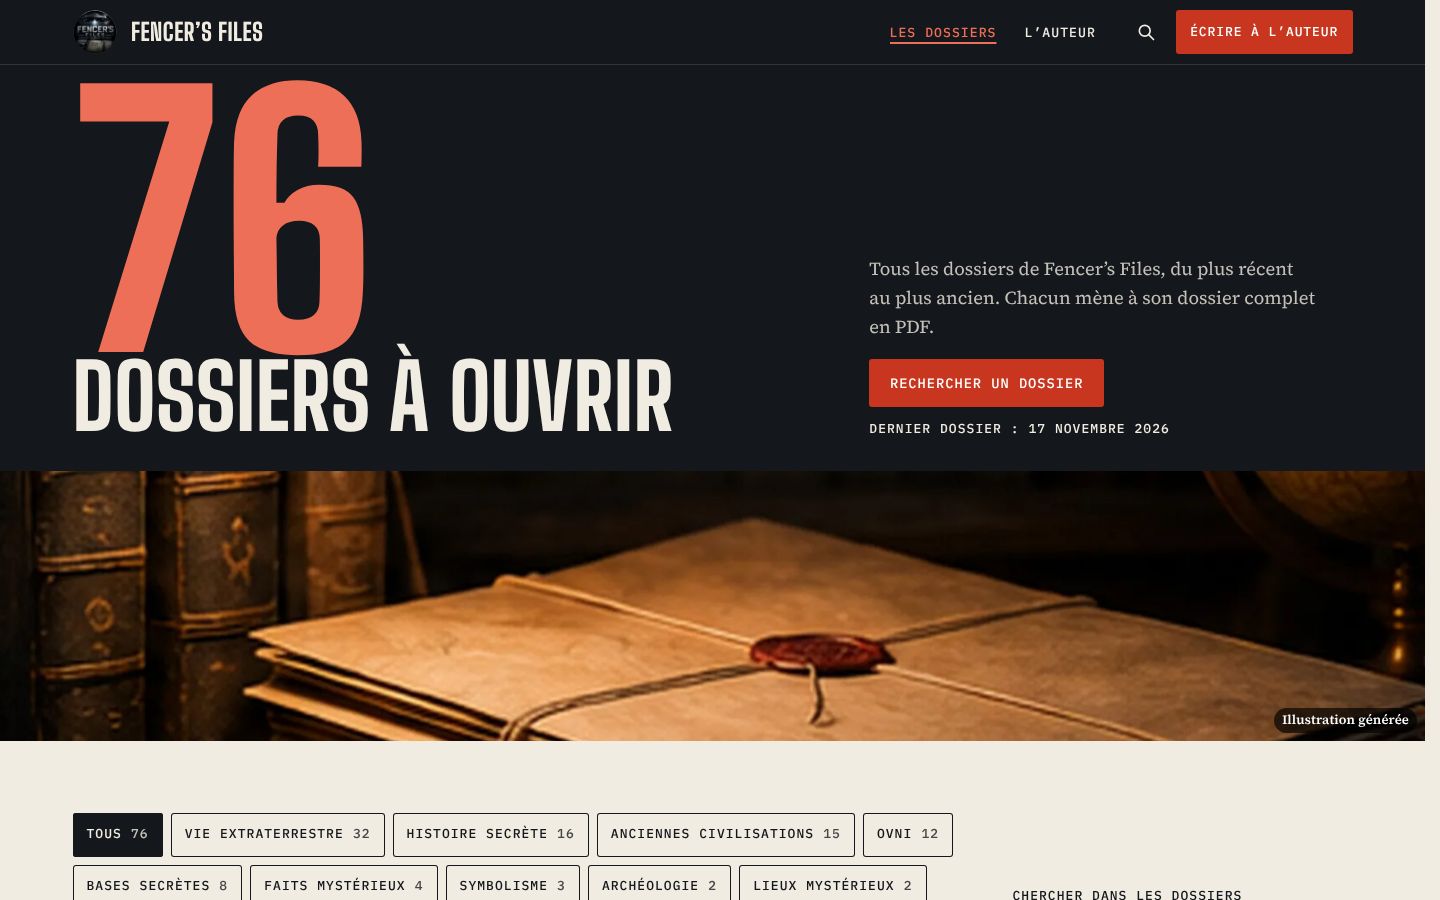 FENCER'S
FENCER’S FILES
LES DOSSIERS
L’AUTEUR
ÉCRIRE À L’AUTEUR
76
DOSSIERS À OUVRIR
Tous les dossiers de Fencer’s Files, du plus récent
au plus ancien. Chacun mène à son dossier complet
en PDF.
RECHERCHER UN DOSSIER
DERNIER DOSSIER : 17 NOVEMBRE 2026
Illustration générée
TOUS 76
VIE EXTRATERRESTRE 32
HISTOIRE SECRÈTE 16
ANCIENNES CIVILISATIONS 15
OVNI 12
BASES SECRÈTES 8
FAITS MYSTÉRIEUX 4
SYMBOLISME 3
ARCHÉOLOGIE 2
LIEUX MYSTÉRIEUX 2
CHERCHER DANS LES DOSSIERS